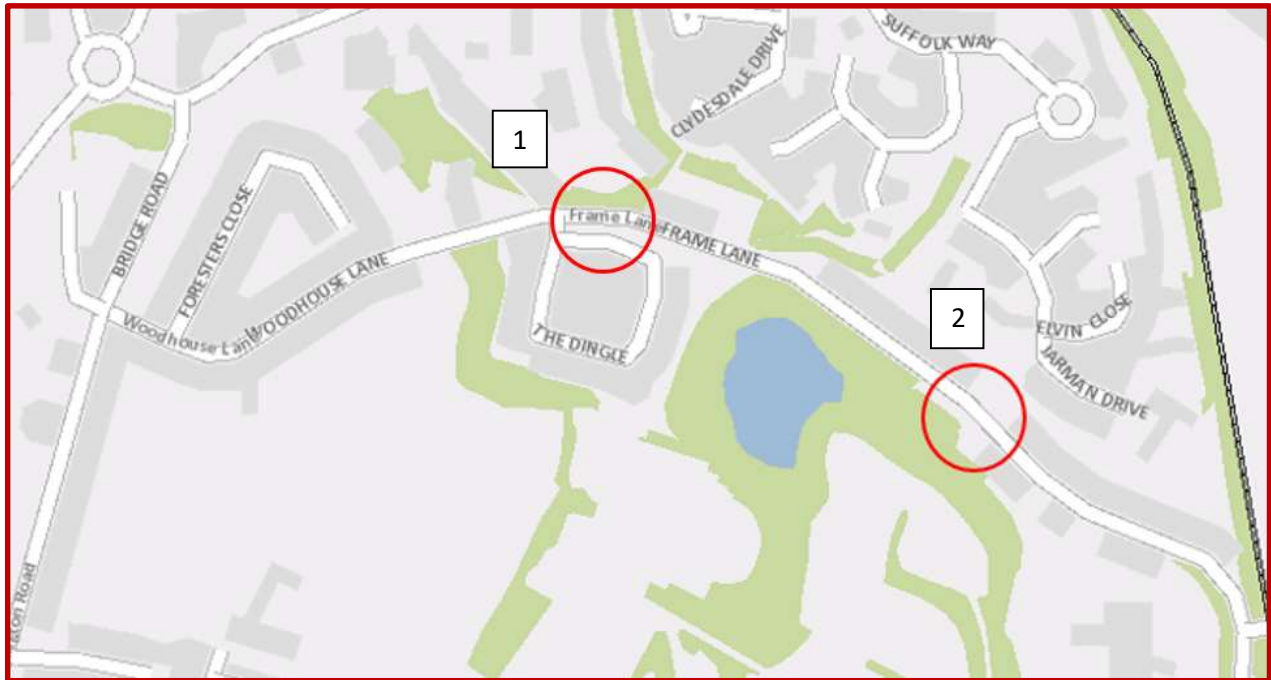 SUFFOLK WAY
CLYDESDALE DRIVE
1
BRIDGE ROAD
FORESTERS CLOSE
Frame Lane
FRAME LANE
WOODHOUSE LANE
Woodhouse Lane
THE DINGLE
2
ELVIN CLOSE
JARMAN DRIVE
Road